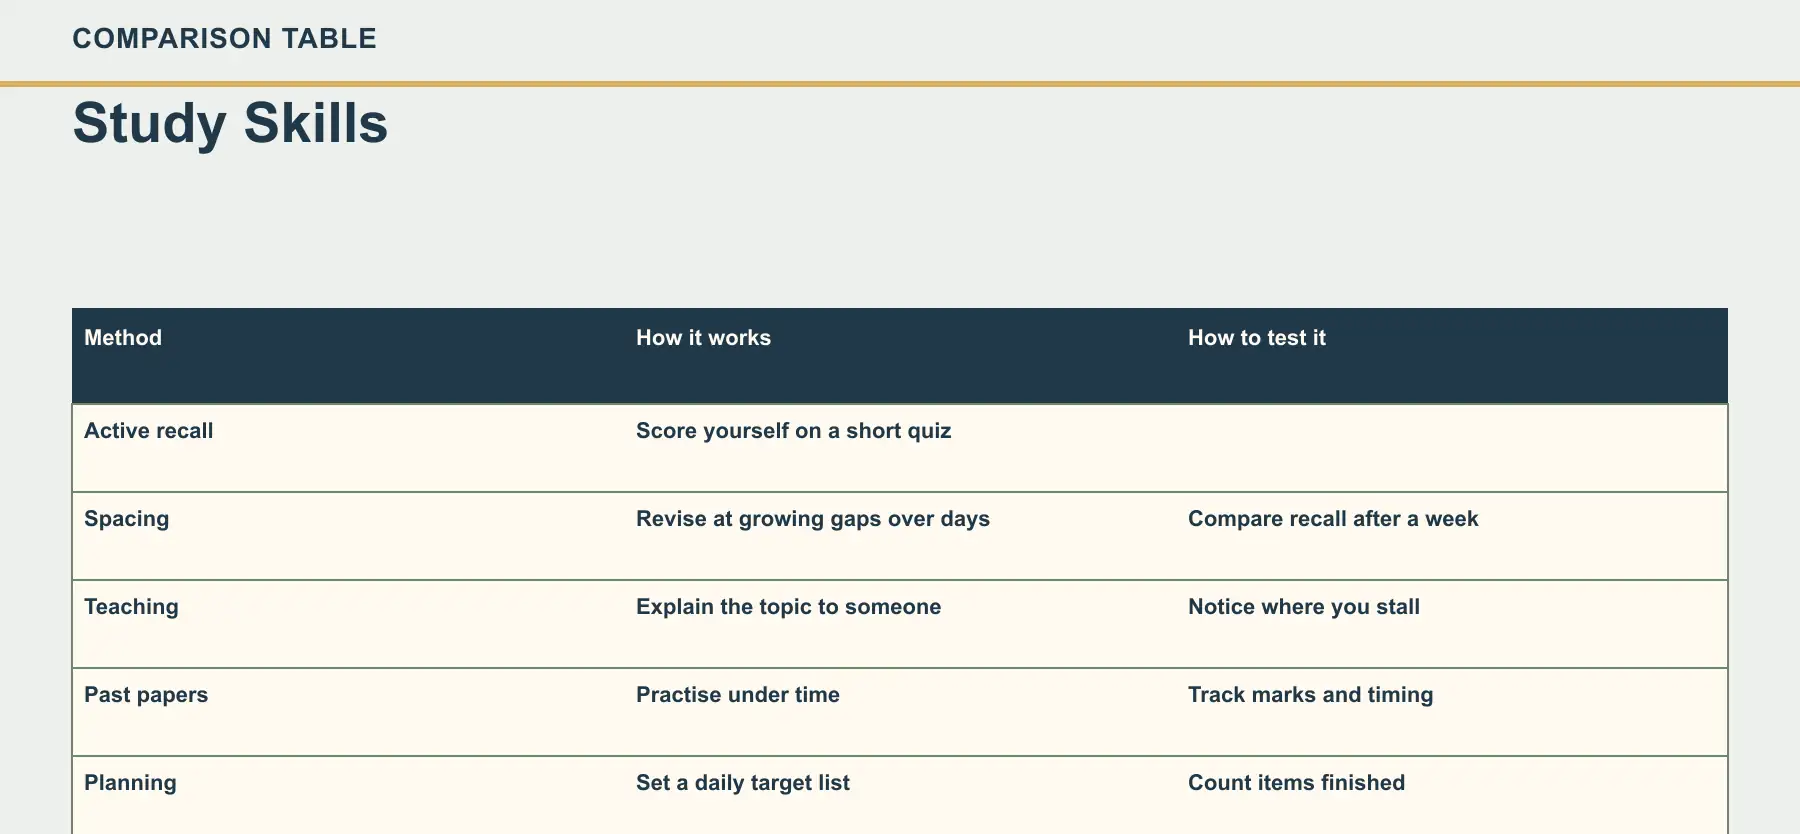 COMPARISON TABLE
Study Skills
Method How it works How to test it
Active recall Score yourself on a short quiz
Spacing Revise at growing gaps over days Compare recall after a week
Teaching Explain the topic to someone Notice where you stall
Past papers Practise under time Track marks and timing
Planning Set a daily target list Count items finished